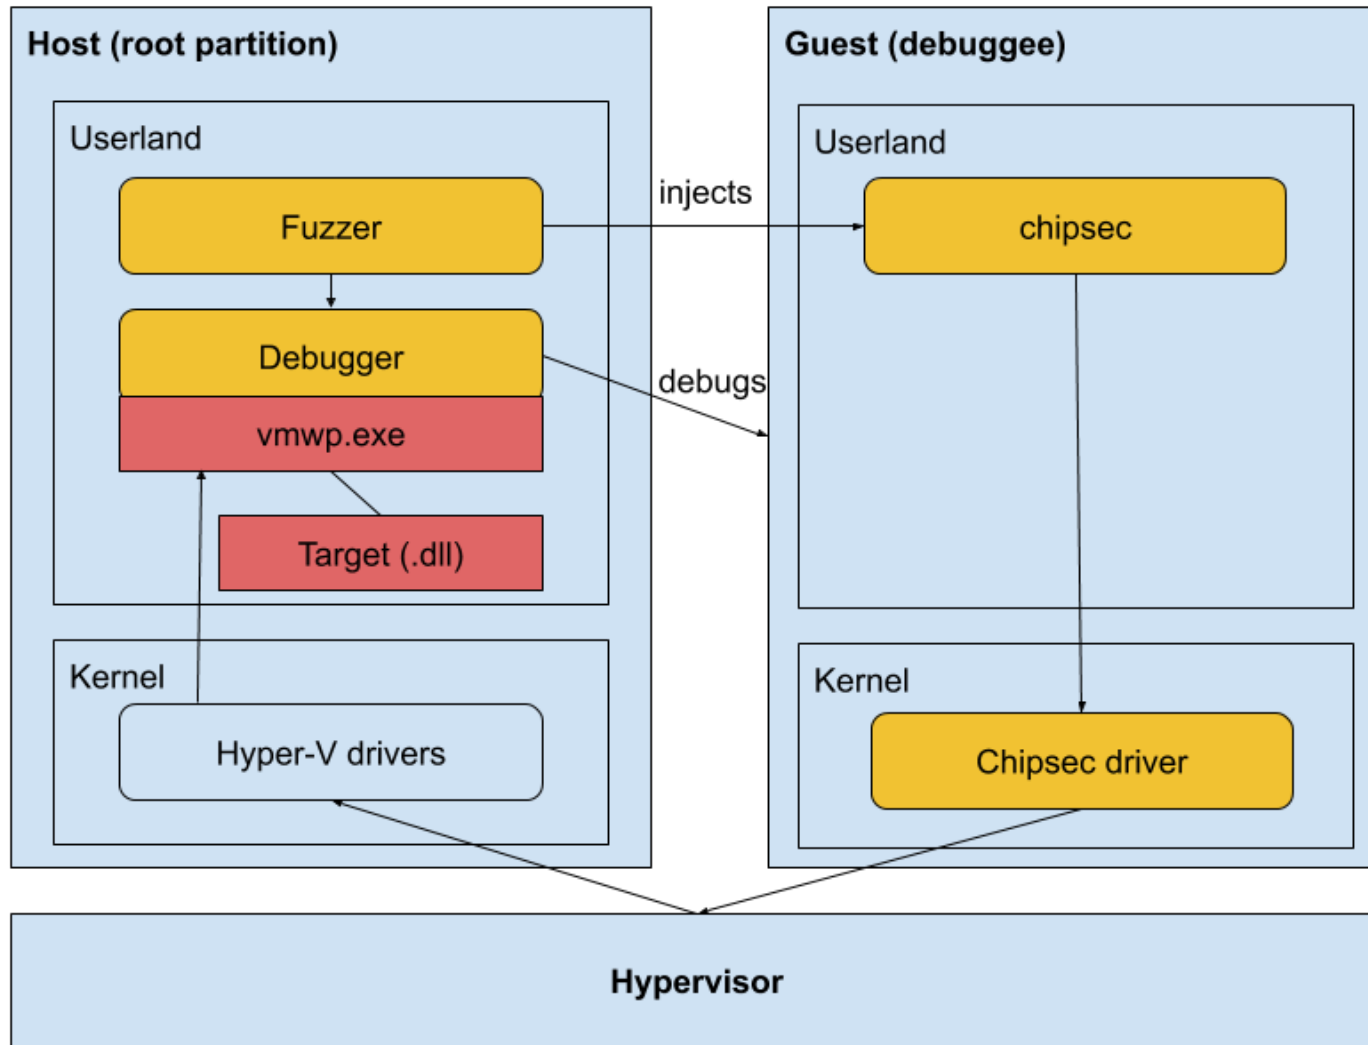 Host (root partition)
Userland
Fuzzer
Debugger
vmwp.exe
Target (.dll)
Kernel
Hyper-V drivers
injects
debugs
Guest (debuggee)
Userland
chipsec
Kernel
Chipsec driver
Hypervisor